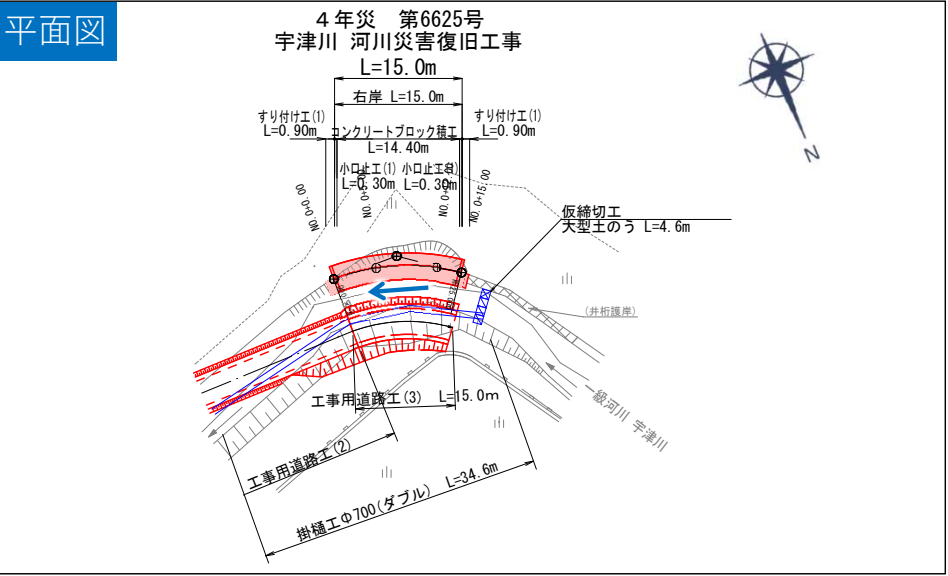 平面図
4年災 第6625号
宇津川 河川災害復旧工事
L=15.0m
右岸 L=15.0m
すり付け工(1)
L=0.90m
すり付け工(1)
L=0.90m
コンクリートブロック積工
L=14.40m
小口止工(1) 小口止工(1)
L=0.30m L=0.30m
NO.0+0.00
NO.0+15.00
N
仮締切工
大型土のう L=4.6m
(井桁護岸)
一級河川 宇津川
工事用道路工(3) L=15.0m
工事用道路工(2)
掛樋工Φ700(ダブル) L=34.6m